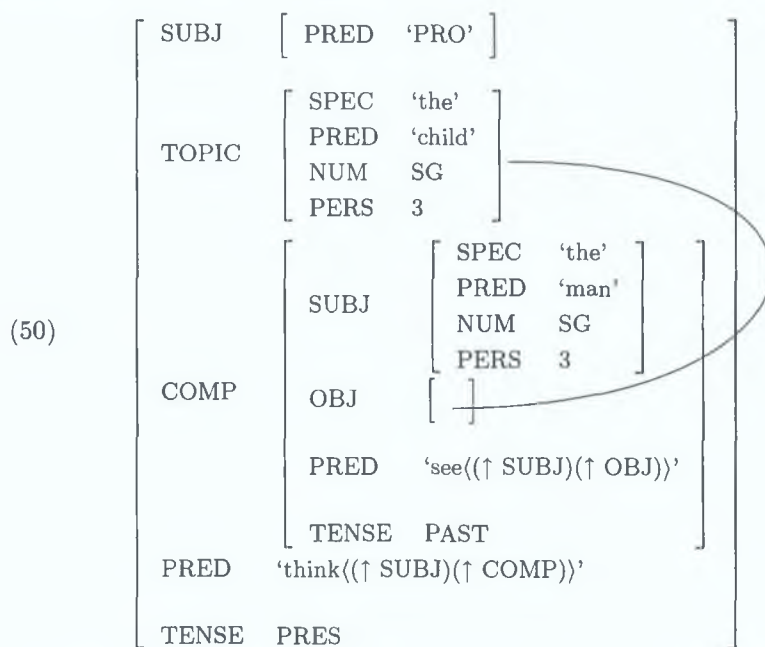 SUBJ [ PRED ‘PRO’ ]
SPEC ‘the’
PRED ‘child’
TOPIC
NUM SG
PERS 3
SPEC ‘the’
PRED ‘man’
SUBJ
NUM SG
(50)
PERS 3
COMP OBJ [ ]
PRED ‘see⟨(↑ SUBJ)(↑ OBJ)⟩’
TENSE PAST
PRED ‘think⟨(↑ SUBJ)(↑ COMP)⟩’
TENSE PRES